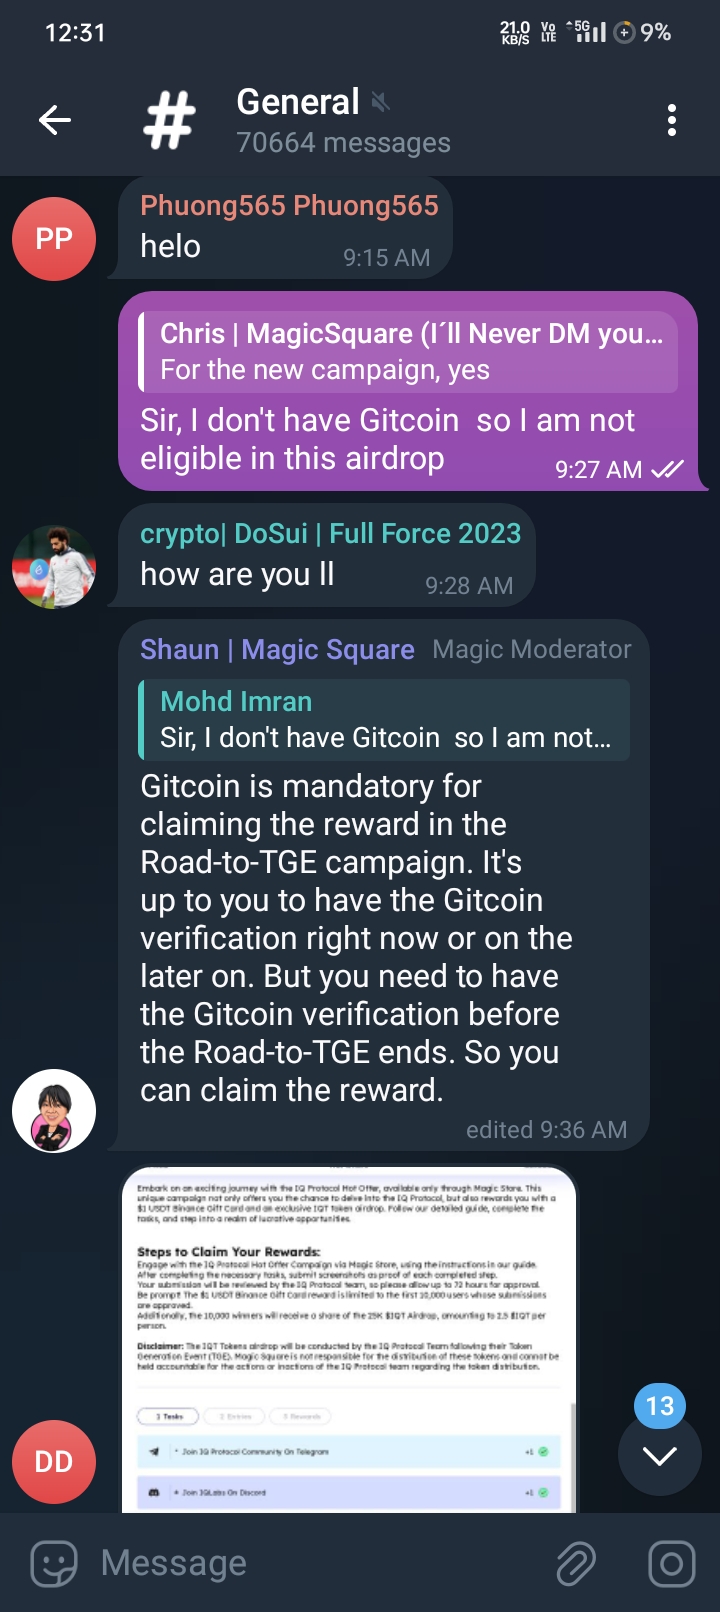 12:31
21.0 KB/S Vo LTE 5G 9%
General
70664 messages
Phuong565 Phuong565
PP
helo
9:15 AM
Chris | MagicSquare (I´ll Never DM you...
For the new campaign, yes
Sir, I don't have Gitcoin  so I am not
eligible in this airdrop
9:27 AM
crypto| DoSui | Full Force 2023
how are you ll
9:28 AM
Shaun | Magic Square Magic Moderator
Mohd Imran
Sir, I don't have Gitcoin  so I am not...
Gitcoin is mandatory for
claiming the reward in the
Road-to-TGE campaign. It's
up to you to have the Gitcoin
verification right now or on the
later on. But you need to have
the Gitcoin verification before
the Road-to-TGE ends. So you
can claim the reward.
edited 9:36 AM
Embark on an exciting journey with the IQ Protocol Hot Offer, available only through Magic Store. This
unique campaign not only offers you the chance to delve into the IQ Protocol, but also rewards you with a
$1 USDT Binance Gift Card and an exclusive IQT token airdrop. Follow our detailed guide, complete the
tasks, and step into a realm of lucrative opportunities.
Steps to Claim Your Rewards:
Engage with the IQ Protocol Hot Offer Campaign via Magic Store, using the instructions in our guide.
After completing the necessary tasks, submit screenshots as proof of each completed step.
Your submission will be reviewed by the IQ Protocol team, so please allow up to 72 hours for approval.
Be prompt! The $1 USDT Binance Gift Card reward is limited to the first 10,000 users whose submissions
are approved.
Additionally, the 10,000 winners will receive a share of the 25K $IQT Airdrop, amounting to 2.5 $IQT per
person.
Disclaimer: The IQT Tokens airdrop will be conducted by the IQ Protocol Team following their Token
Generation Event (TGE). Magic Square is not responsible for the distribution of these tokens and cannot be
held accountable for the actions or inactions of the IQ Protocol team regarding the token distribution.
Tasks Entries Rewards
* Join IQ Protocol Community On Telegram +1
* Join IQLabs On Discord +1
13
DD
Message